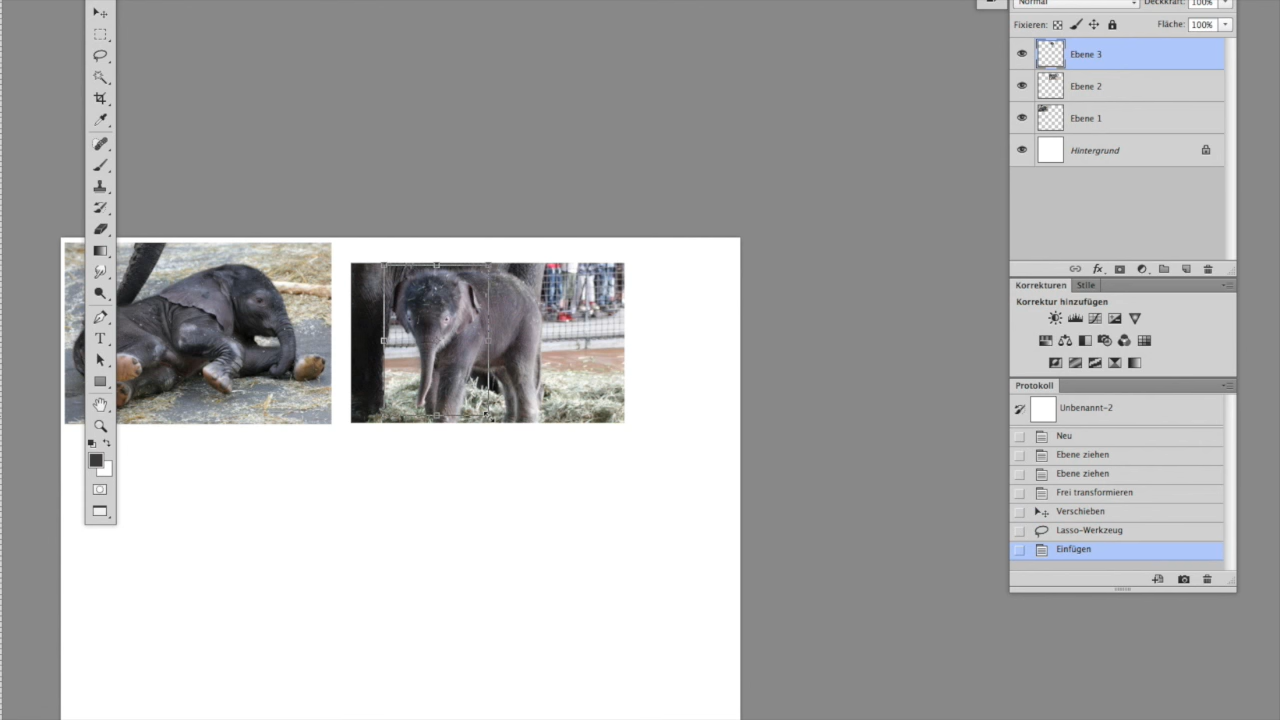 Normal
Deckkraft: 100%
Fixieren:
Fläche: 100%
Ebene 3
Ebene 2
Ebene 1
Hintergrund
fx
Korrekturen Stile
Korrektur hinzufügen
Protokoll
Unbenannt-2
Neu
Ebene ziehen
Ebene ziehen
Frei transformieren
Verschieben
Lasso-Werkzeug
Einfügen
T